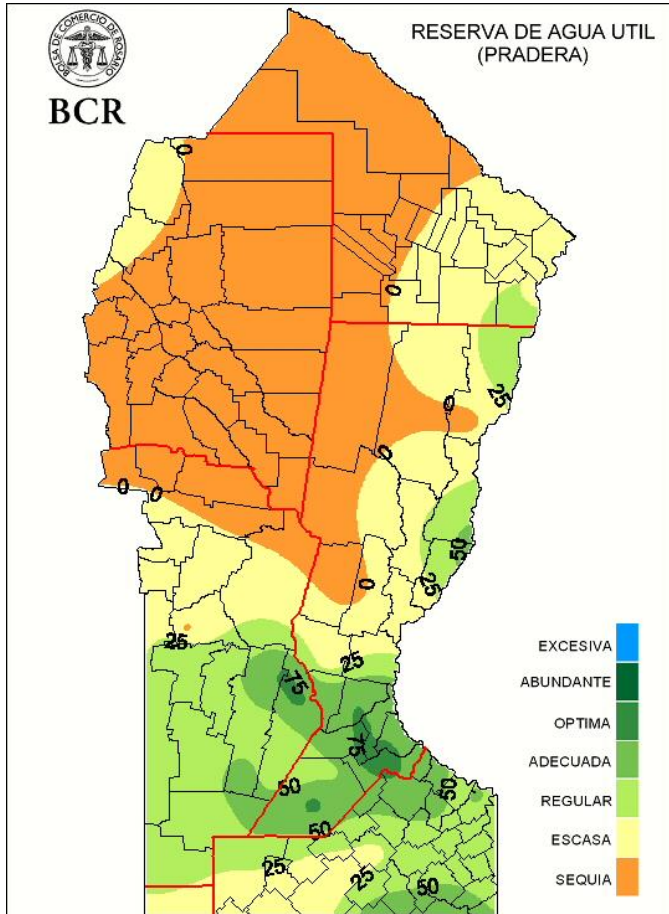 BOLSA DE COMERCIO DE ROSARIO
BCR
RESERVA DE AGUA UTIL
(PRADERA)
0
0
25
0
0
0 0
50
0
25
25
25
75
75
50
50
50
25
25
50
EXCESIVA
ABUNDANTE
OPTIMA
ADECUADA
REGULAR
ESCASA
SEQUIA